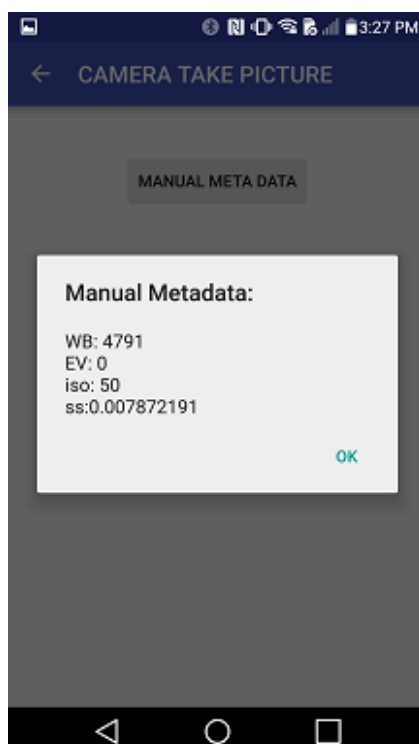 3:27 PM
CAMERA TAKE PICTURE
MANUAL META DATA
Manual Metadata:
WB: 4791
EV: 0
iso: 50
ss:0.007872191
OK